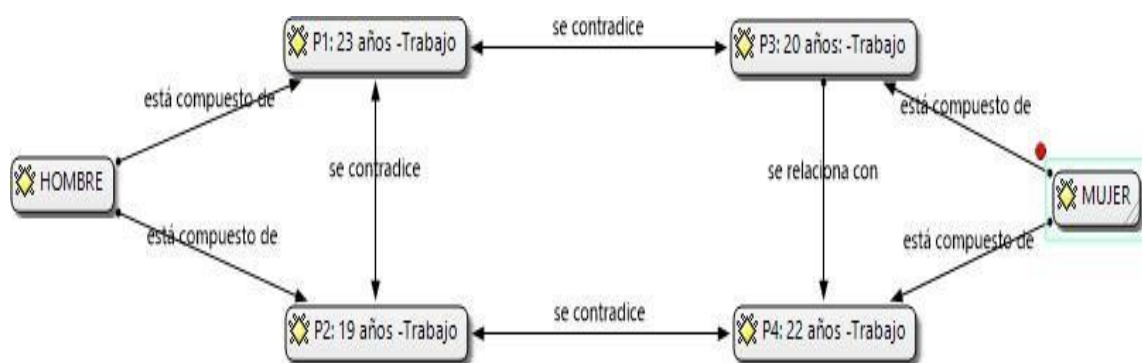 se contradice
P1: 23 años -Trabajo
P3: 20 años: -Trabajo
está compuesto de
está compuesto de
se contradice
se relaciona con
HOMBRE
MUJER
está compuesto de
está compuesto de
se contradice
P2: 19 años -Trabajo
P4: 22 años -Trabajo